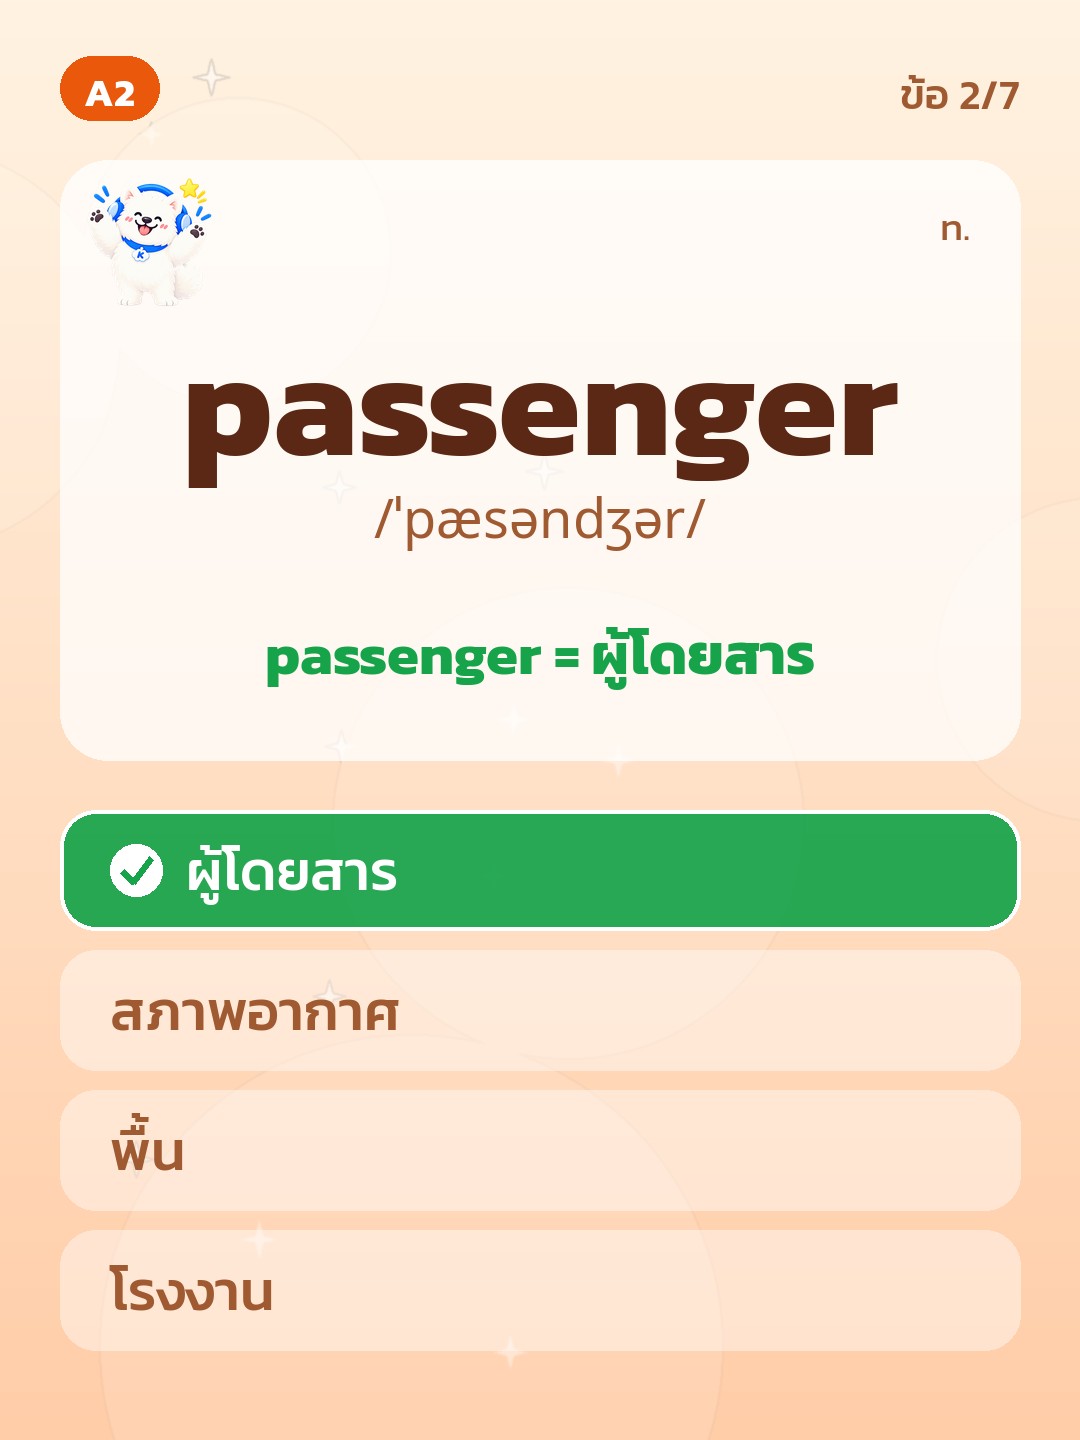 A2
ข้อ 2/7
n.
passenger
/ˈpæsəndʒər/
passenger = ผู้โดยสาร
ผู้โดยสาร
สภาพอากาศ
พื้น
โรงงาน